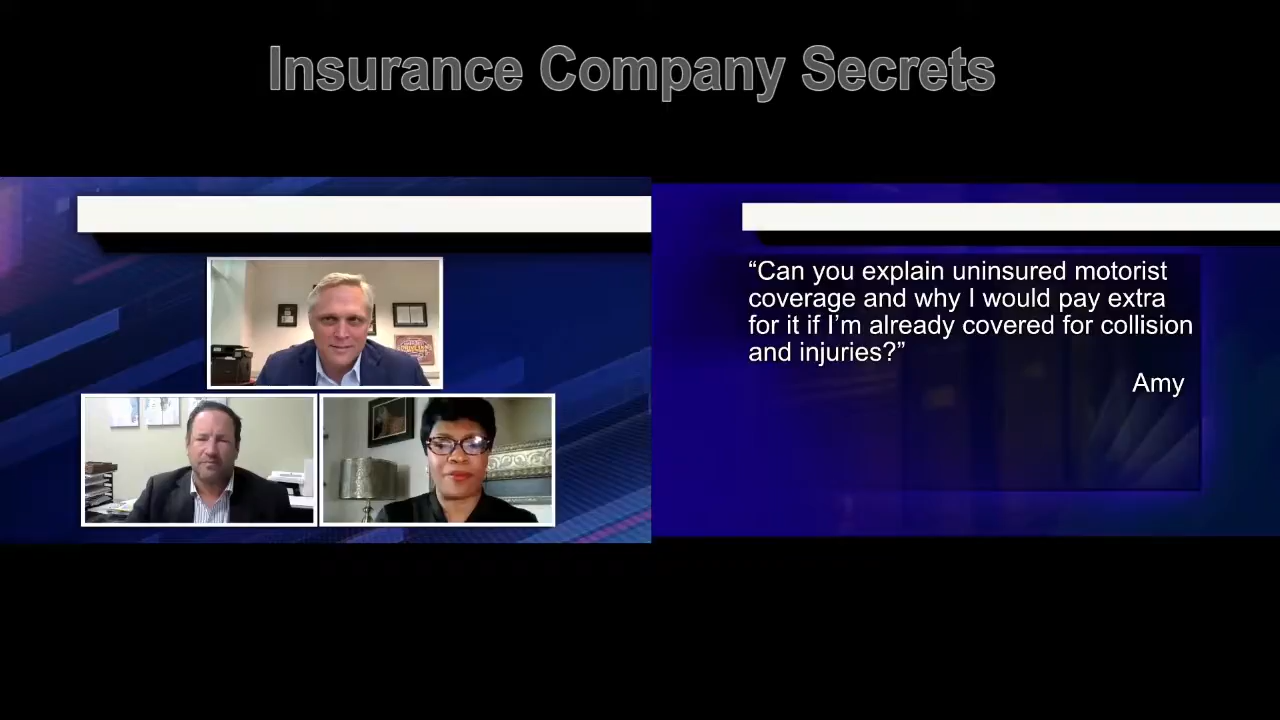 Insurance Company Secrets
“Can you explain uninsured motorist
coverage and why I would pay extra
for it if I’m already covered for collision
and injuries?”
Amy